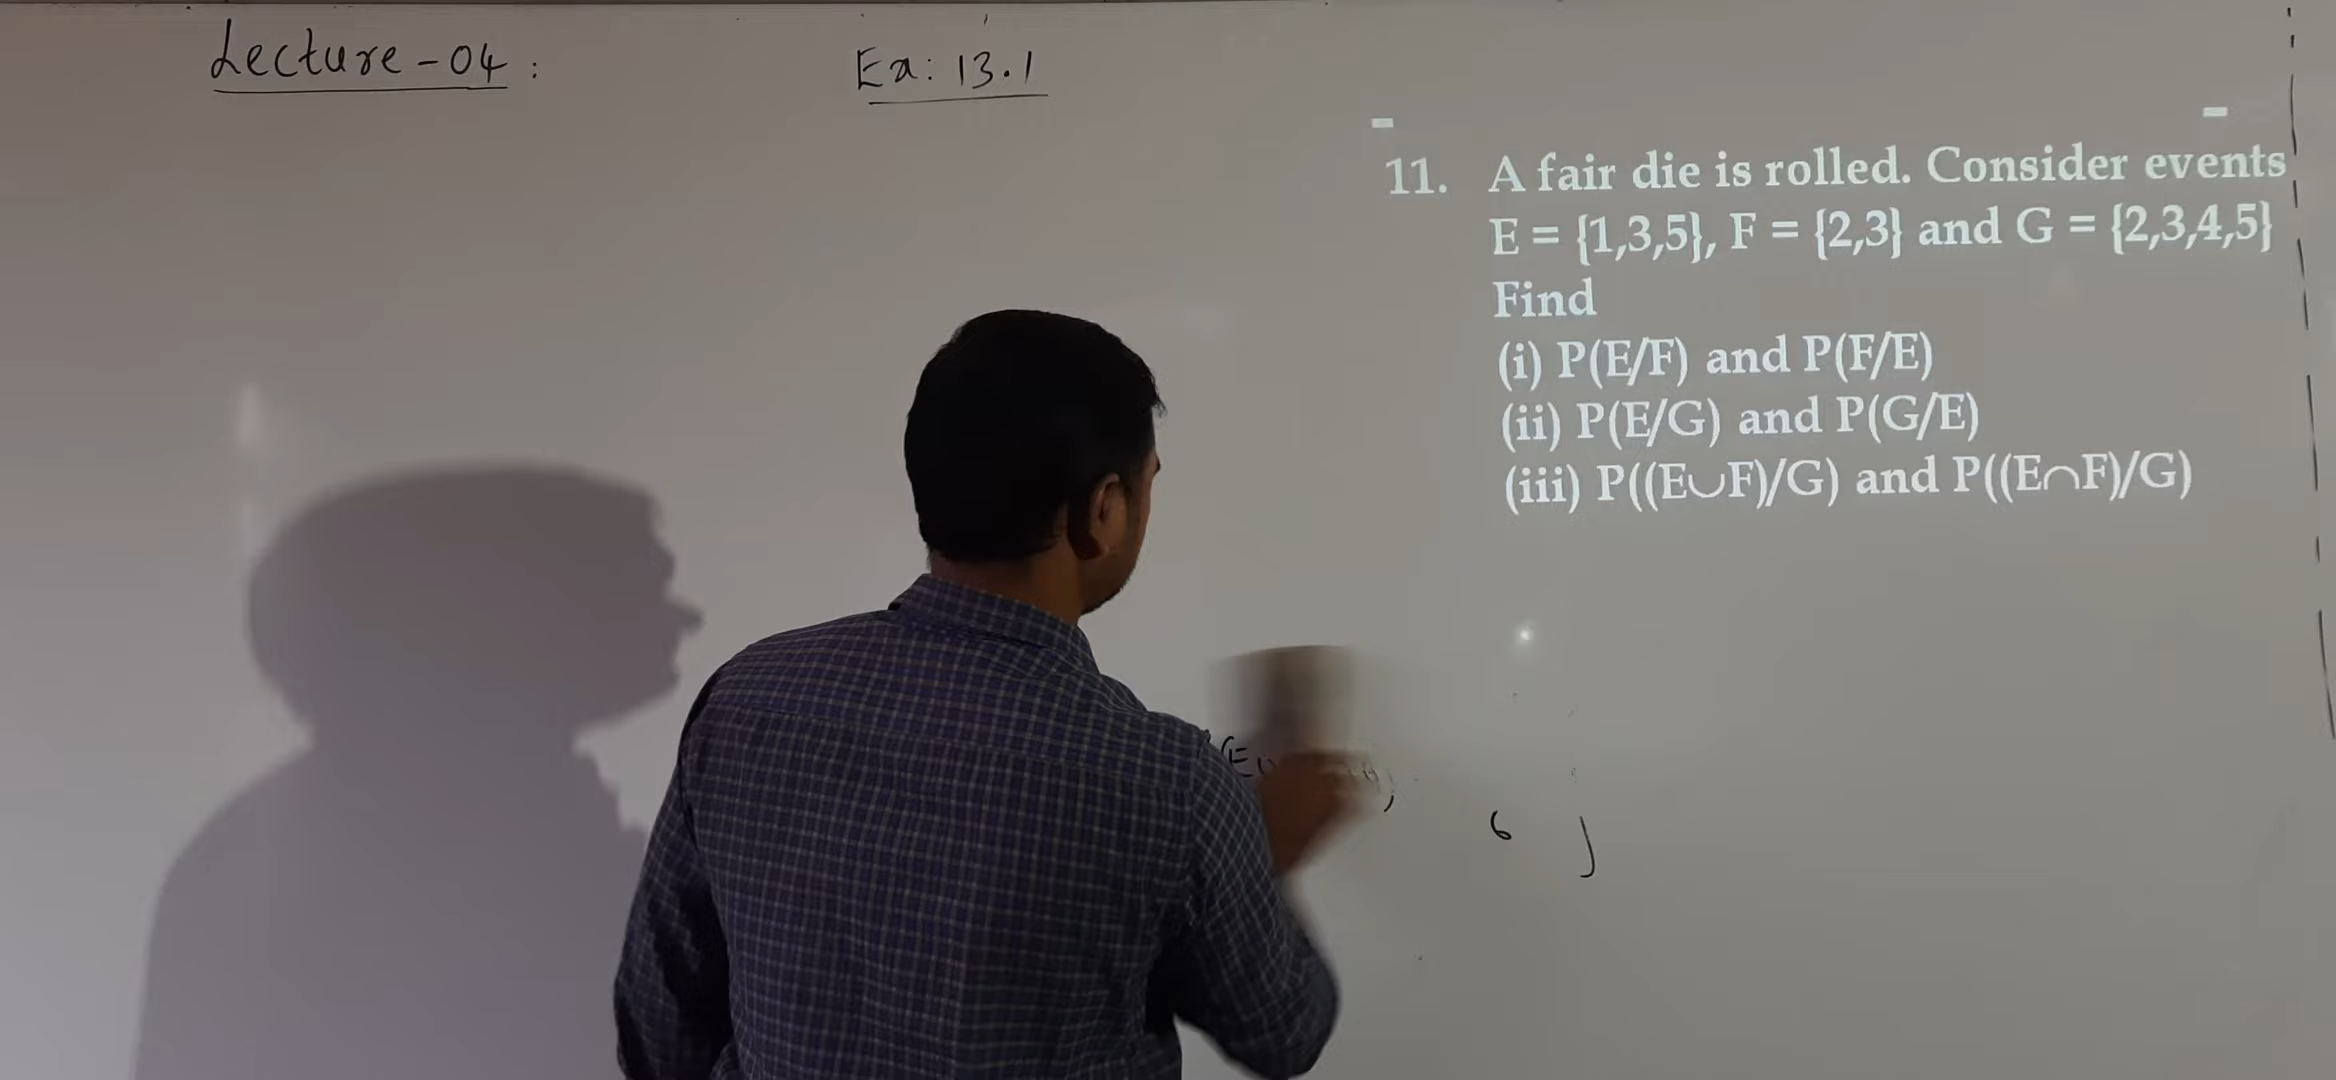 Lecture-04:
Ex: 13.1
11. A fair die is rolled. Consider events
E = {1,3,5}, F = {2,3} and G = {2,3,4,5}
Find
(i) P(E/F) and P(F/E)
(ii) P(E/G) and P(G/E)
(iii) P((E∪F)/G) and P((E∩F)/G)
6 }